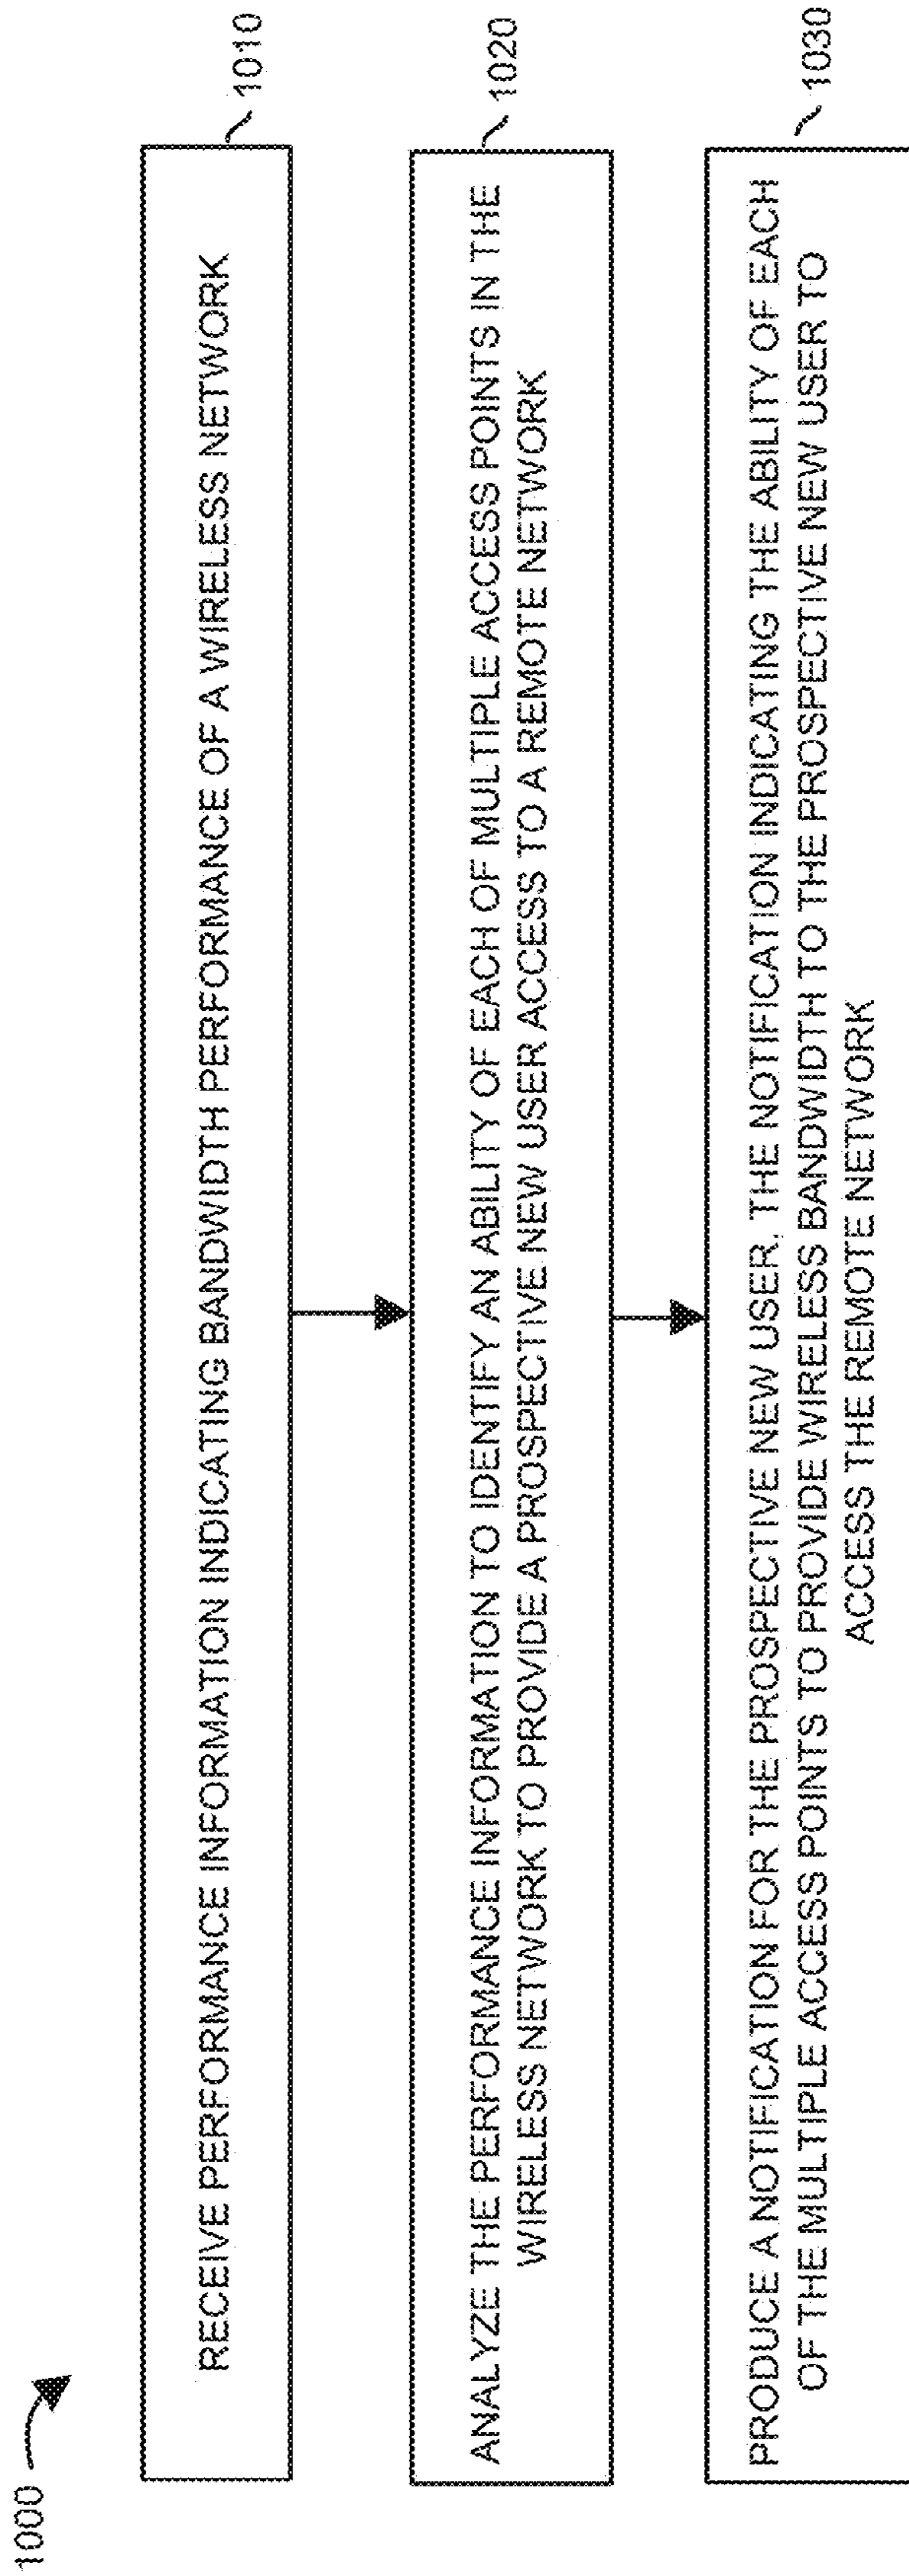 1000
RECEIVE PERFORMANCE INFORMATION INDICATING BANDWIDTH PERFORMANCE OF A WIRELESS NETWORK
1010
ANALYZE THE PERFORMANCE INFORMATION TO IDENTIFY AN ABILITY OF EACH OF MULTIPLE ACCESS POINTS IN THE
WIRELESS NETWORK TO PROVIDE A PROSPECTIVE NEW USER ACCESS TO A REMOTE NETWORK
1020
PRODUCE A NOTIFICATION FOR THE PROSPECTIVE NEW USER, THE NOTIFICATION INDICATING THE ABILITY OF EACH
OF THE MULTIPLE ACCESS POINTS TO PROVIDE WIRELESS BANDWIDTH TO THE PROSPECTIVE NEW USER TO
ACCESS THE REMOTE NETWORK
1030